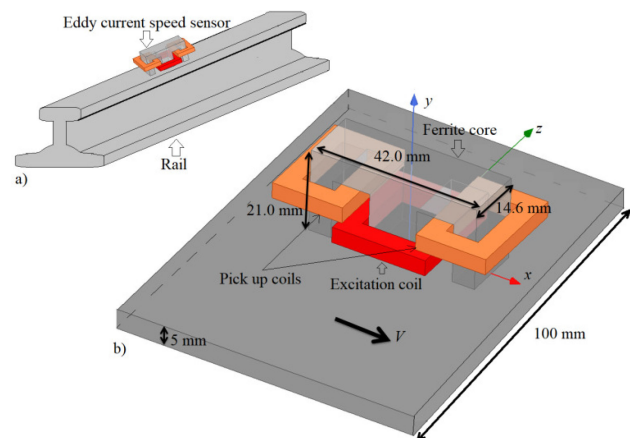 Eddy current speed sensor
Rail
a)
y
Ferrite core
z
42.0 mm
14.6 mm
21.0 mm
x
Pick up coils
Excitation coil
V
5 mm
100 mm
b)